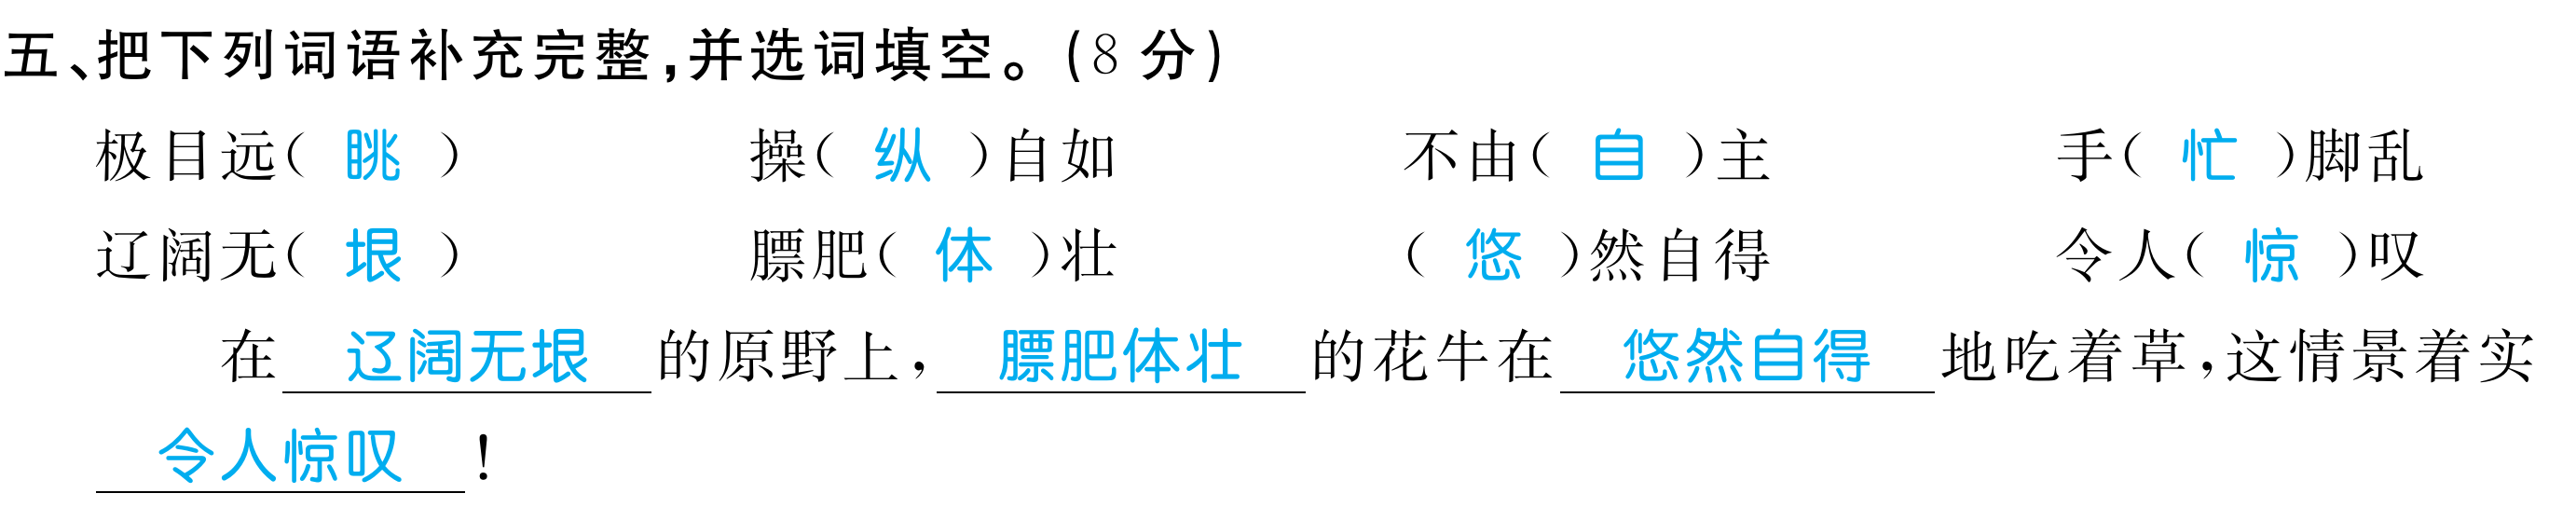 五、把下列词语补充完整,并选词填空。(8 分)
极目远( 眺 ) 操( 纵 )自如 不由( 自 )主 手( 忙 )脚乱
辽阔无( 垠 ) 膘肥( 体 )壮 ( 悠 )然自得 令人( 惊 )叹
在 辽阔无垠 的原野上, 膘肥体壮 的花牛在 悠然自得 地吃着草,这情景着实
令人惊叹 !